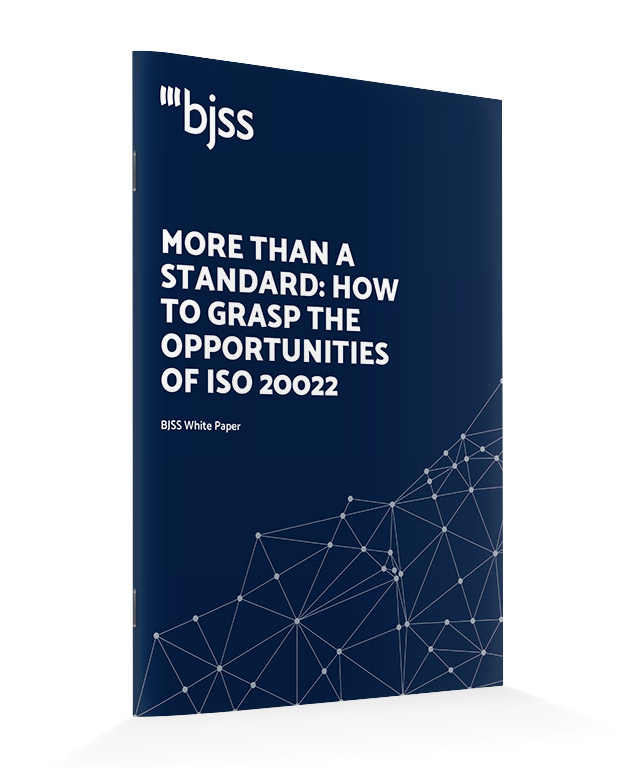 bjss
MORE THAN A
STANDARD: HOW
TO GRASP THE
OPPORTUNITIES
OF ISO 20022
BJSS White Paper